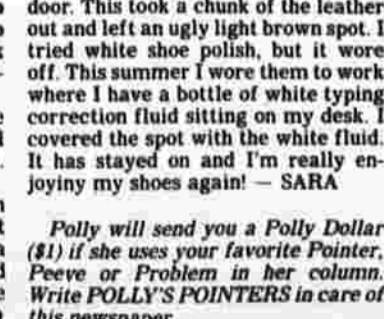 door. This took a chunk of the leather
out and left an ugly light brown spot. I
tried white shoe polish, but it wore
off. This summer I wore them to work
where I have a bottle of white typing
correction fluid sitting on my desk. I
covered the spot with the white fluid.
It has stayed on and I'm really en-
joyiny my shoes again! — SARA
Polly will send you a Polly Dollar
($1) if she uses your favorite Pointer,
Peeve or Problem in her column.
Write POLLY'S POINTERS in care of
this newspaper